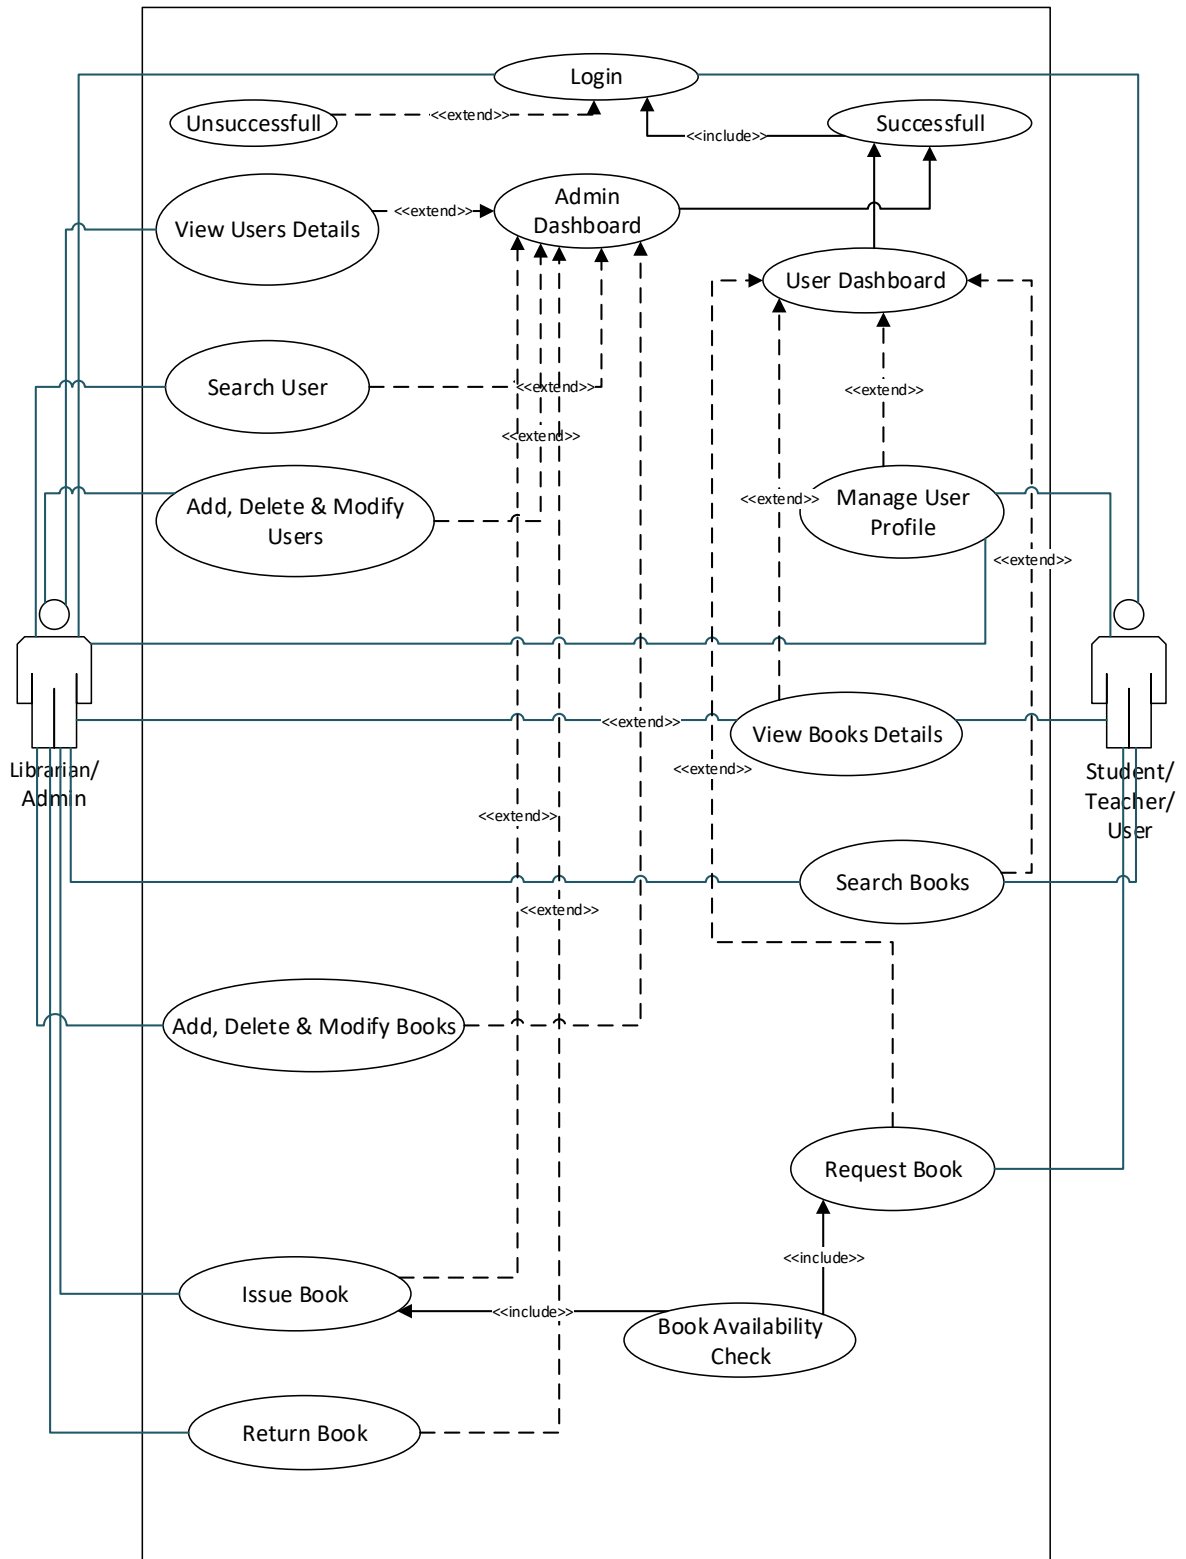 Login
Unsuccessfull
<<extend>>
<<include>>
Successfull
View Users Details
<<extend>>
Admin
Dashboard
User Dashboard
Search User
<<extend>>
<<extend>>
<<extend>>
Add, Delete & Modify
Users
<<extend>>
Manage User
Profile
<<extend>>
<<extend>>
View Books Details
<<extend>>
Librarian/
Admin
Student/
Teacher/
User
<<extend>>
Search Books
<<extend>>
Add, Delete & Modify Books
Request Book
<<include>>
Issue Book
<<include>>
Book Availability
Check
Return Book